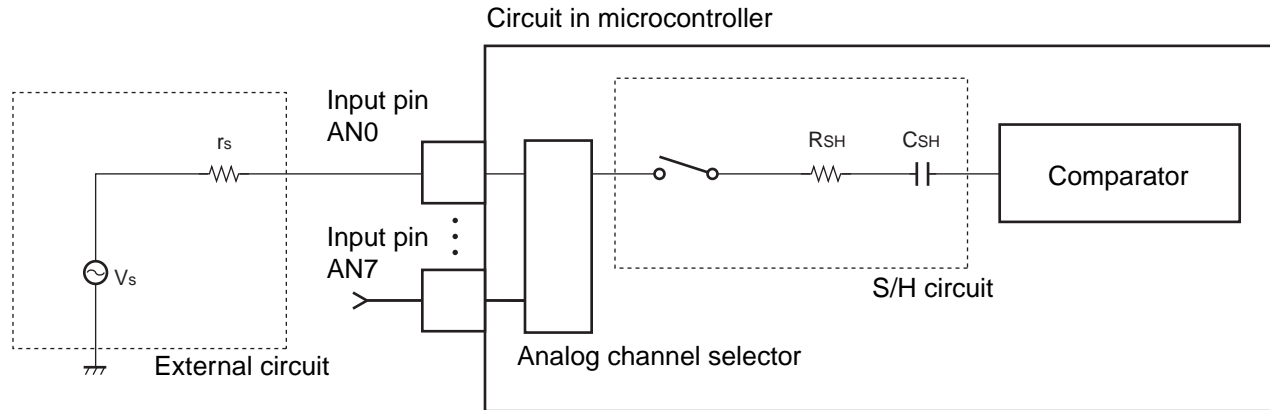 Circuit in microcontroller
Input pin
AN0
rs
RSH
CSH
Comparator
Input pin
AN7
Vs
S/H circuit
External circuit
Analog channel selector